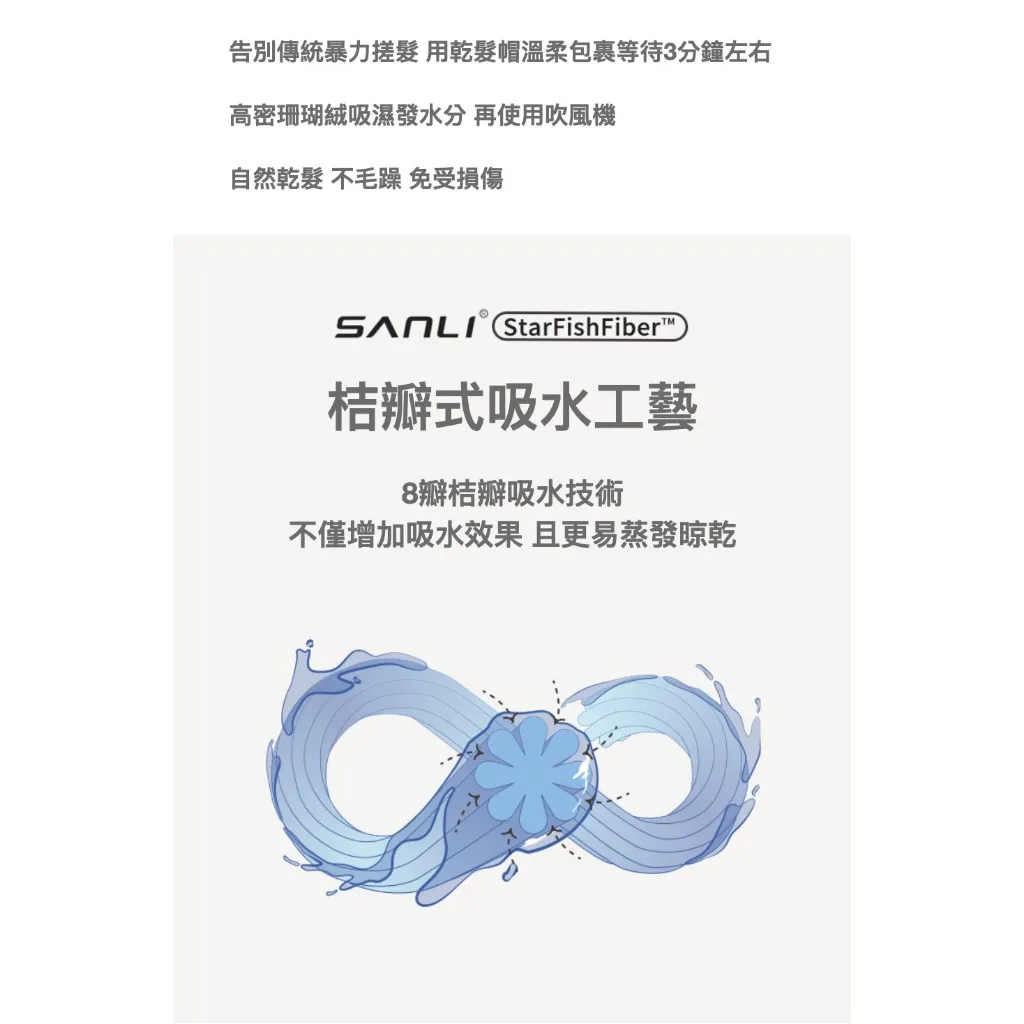 告別傳統暴力搓髮 用乾髮帽溫柔包裹等待3分鐘左右
高密珊瑚絨吸濕發水分 再使用吹風機
自然乾髮 不毛躁 免受損傷
SANLI® StarFishFiber™
桔瓣式吸水工藝
8瓣桔瓣吸水技術
不僅增加吸水效果 且更易蒸發晾乾